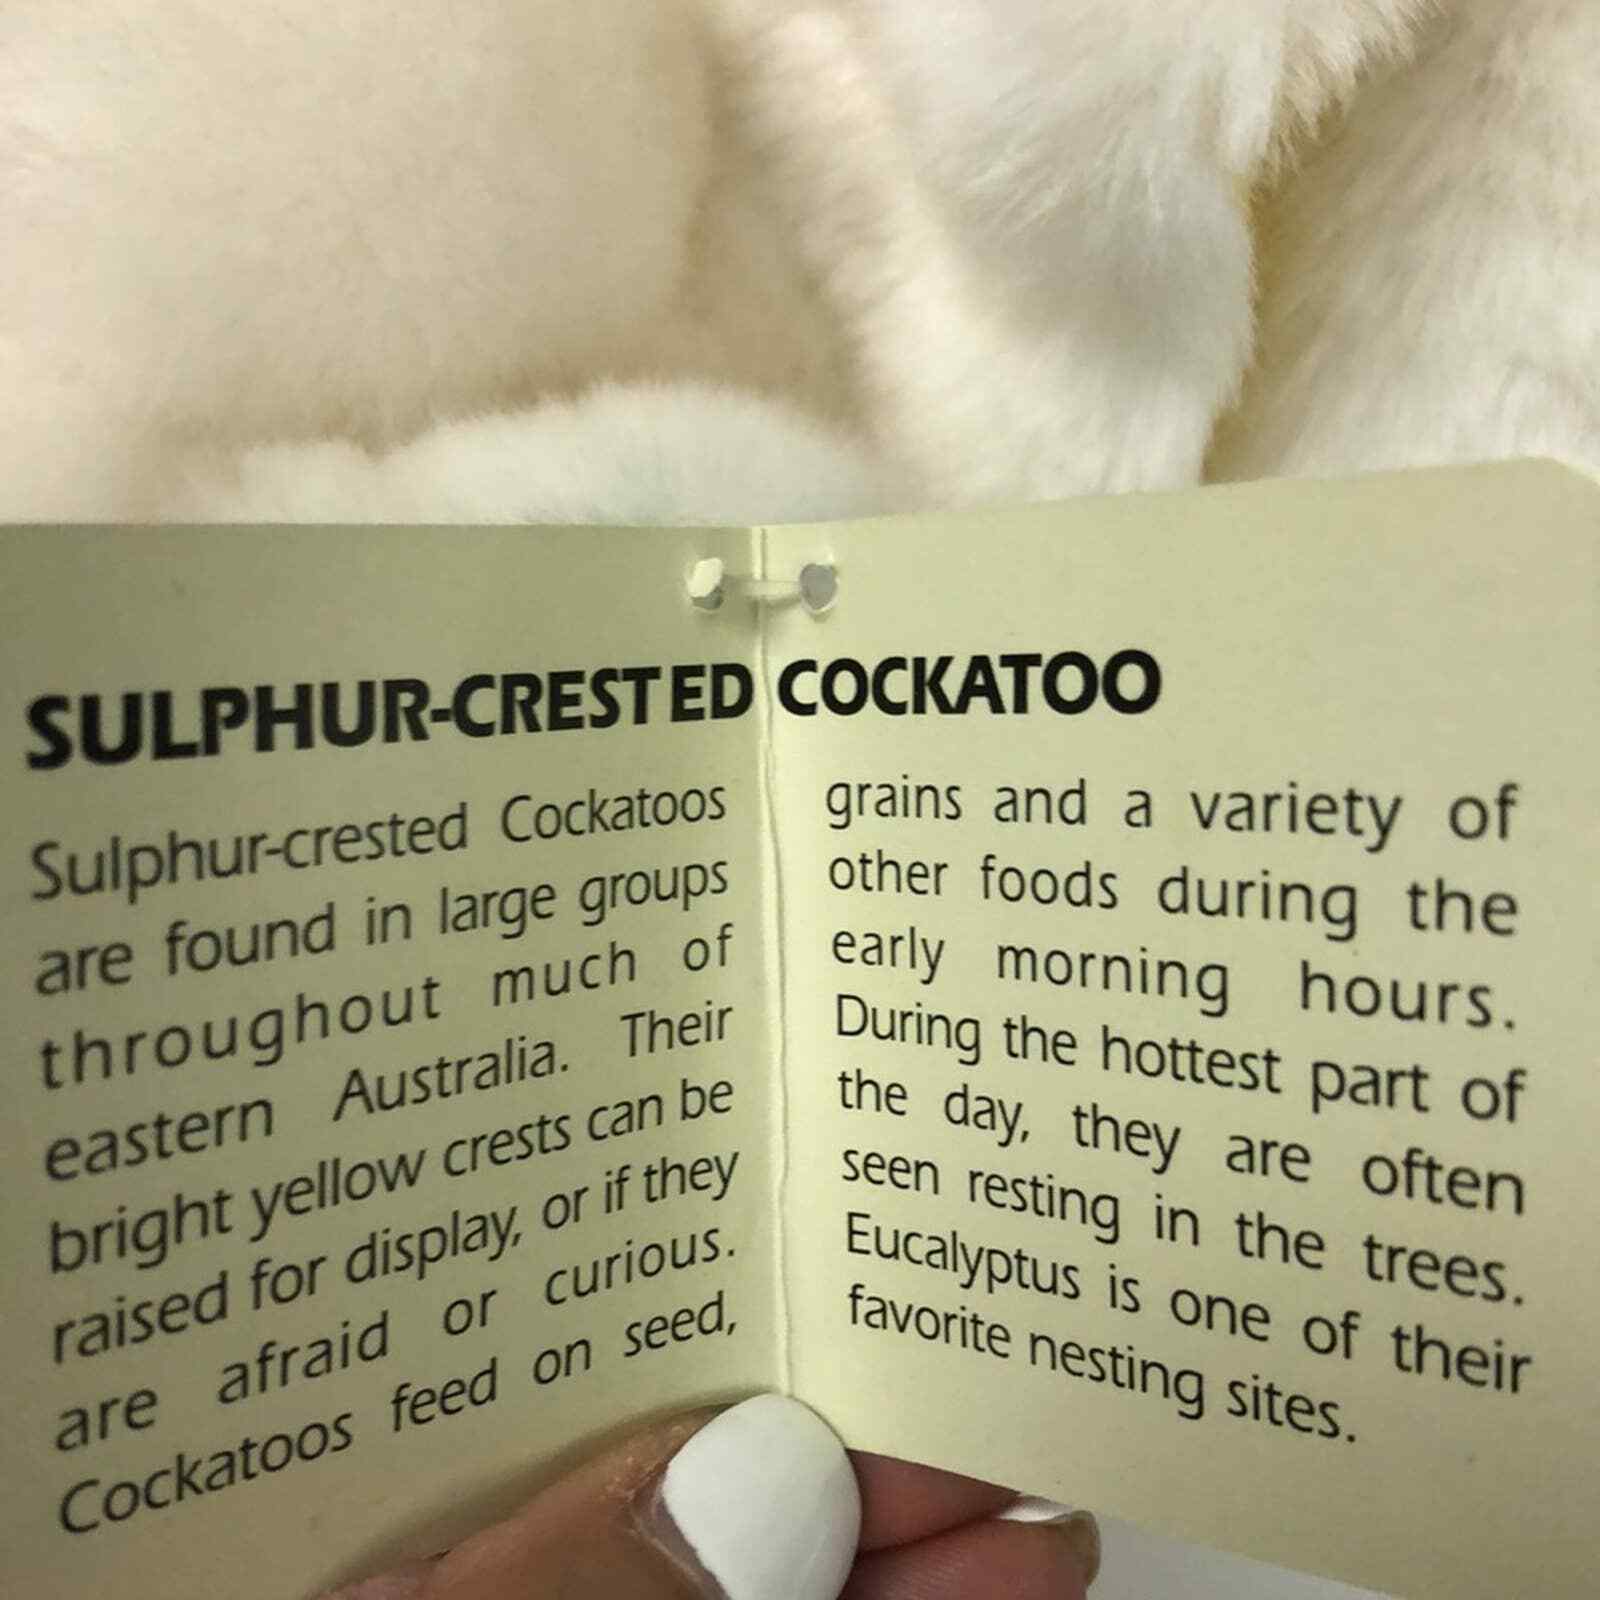 SULPHUR-CRESTED COCKATOO
Sulphur-crested Cockatoos
are found in large groups
throughout much of
eastern Australia. Their
bright yellow crests can be
raised for display, or if they
are afraid or curious.
Cockatoos feed on seed,
grains and a variety of
other foods during the
early morning hours.
During the hottest part of
the day, they are often
seen resting in the trees.
Eucalyptus is one of their
favorite nesting sites.